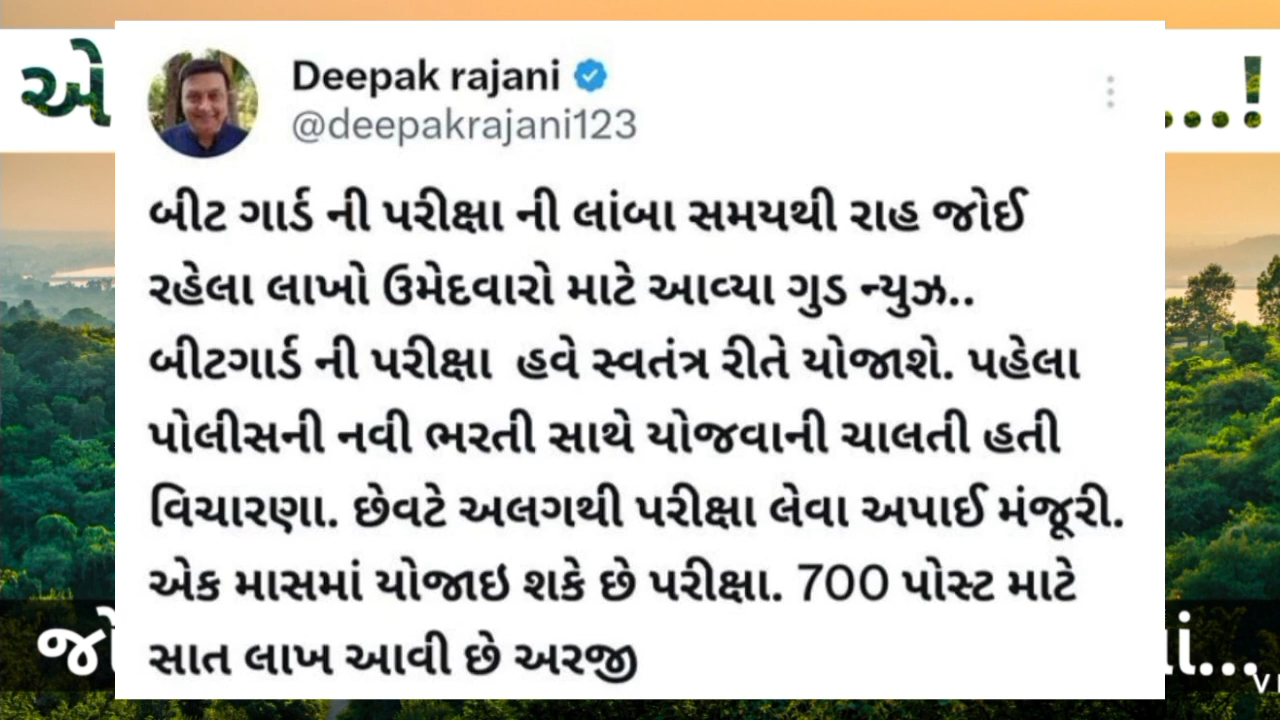 એ
...!
Deepak rajani
@deepakrajani123
બીટ ગાર્ડ ની પરીક્ષા ની લાંબા સમયથી રાહ જોઈ
રહેલા લાખો ઉમેદવારો માટે આવ્યા ગુડ ન્યુઝ..
બીટગાર્ડ ની પરીક્ષા હવે સ્વતંત્ર રીતે યોજાશે. પહેલા
પોલીસની નવી ભરતી સાથે યોજવાની ચાલતી હતી
વિચારણા. છેવટે અલગથી પરીક્ષા લેવા અપાઈ મંજૂરી.
એક માસમાં યોજાઇ શકે છે પરીક્ષા. 700 પોસ્ટ માટે
સાત લાખ આવી છે અરજી